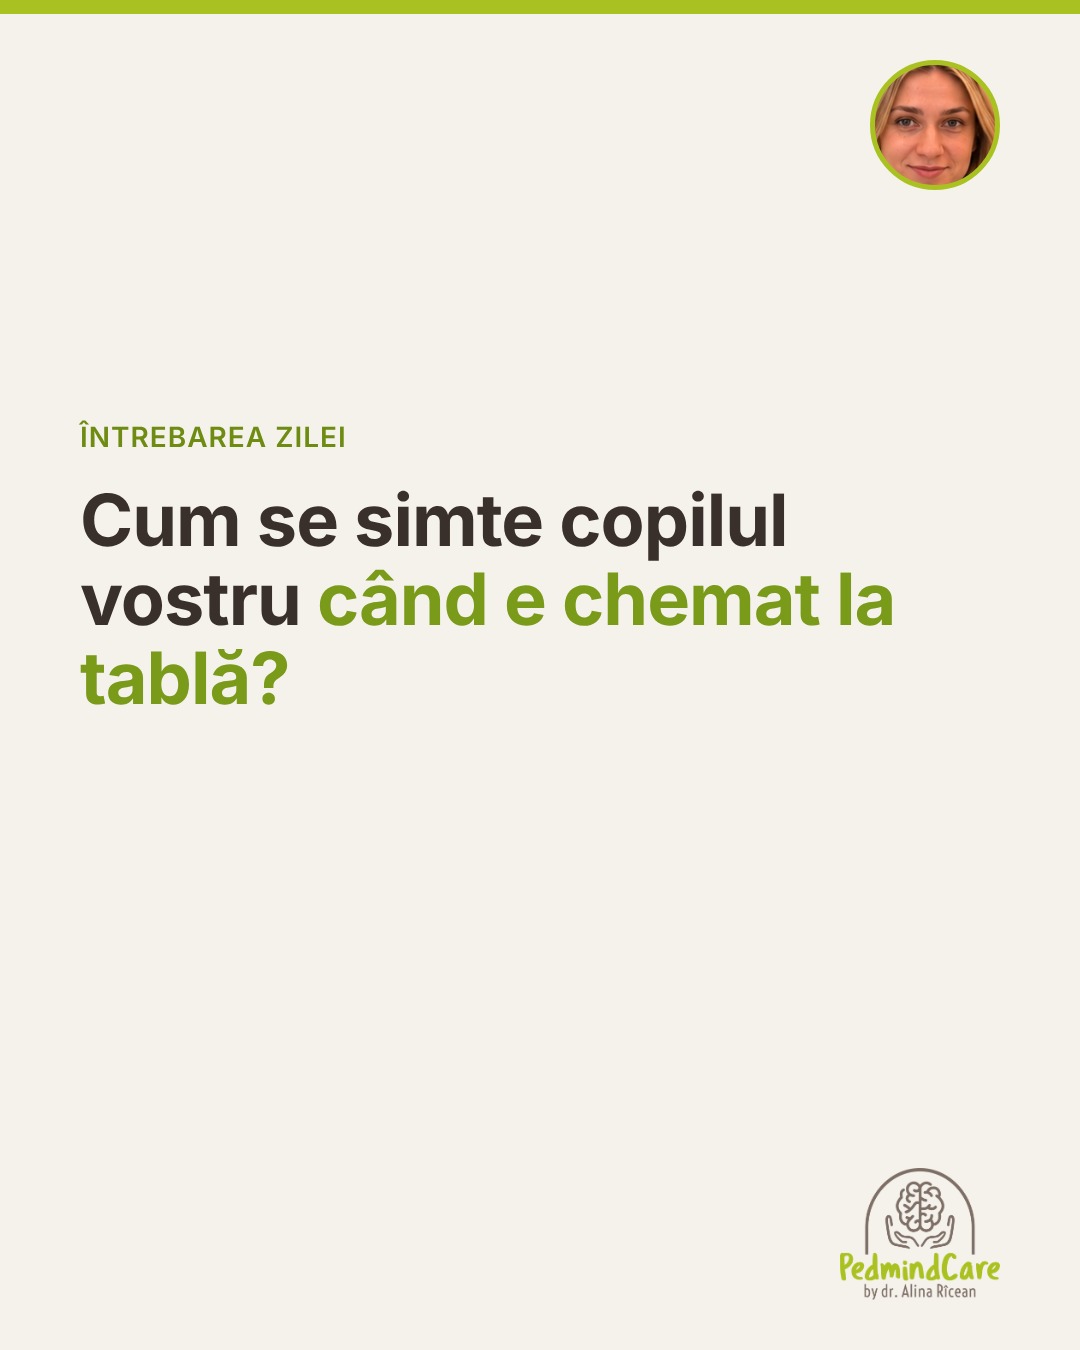 ÎNTREBAREA ZILEI
Cum se simte copilul
vostru când e chemat la
tablă?
PedmindCare
by dr. Alina Rîcean